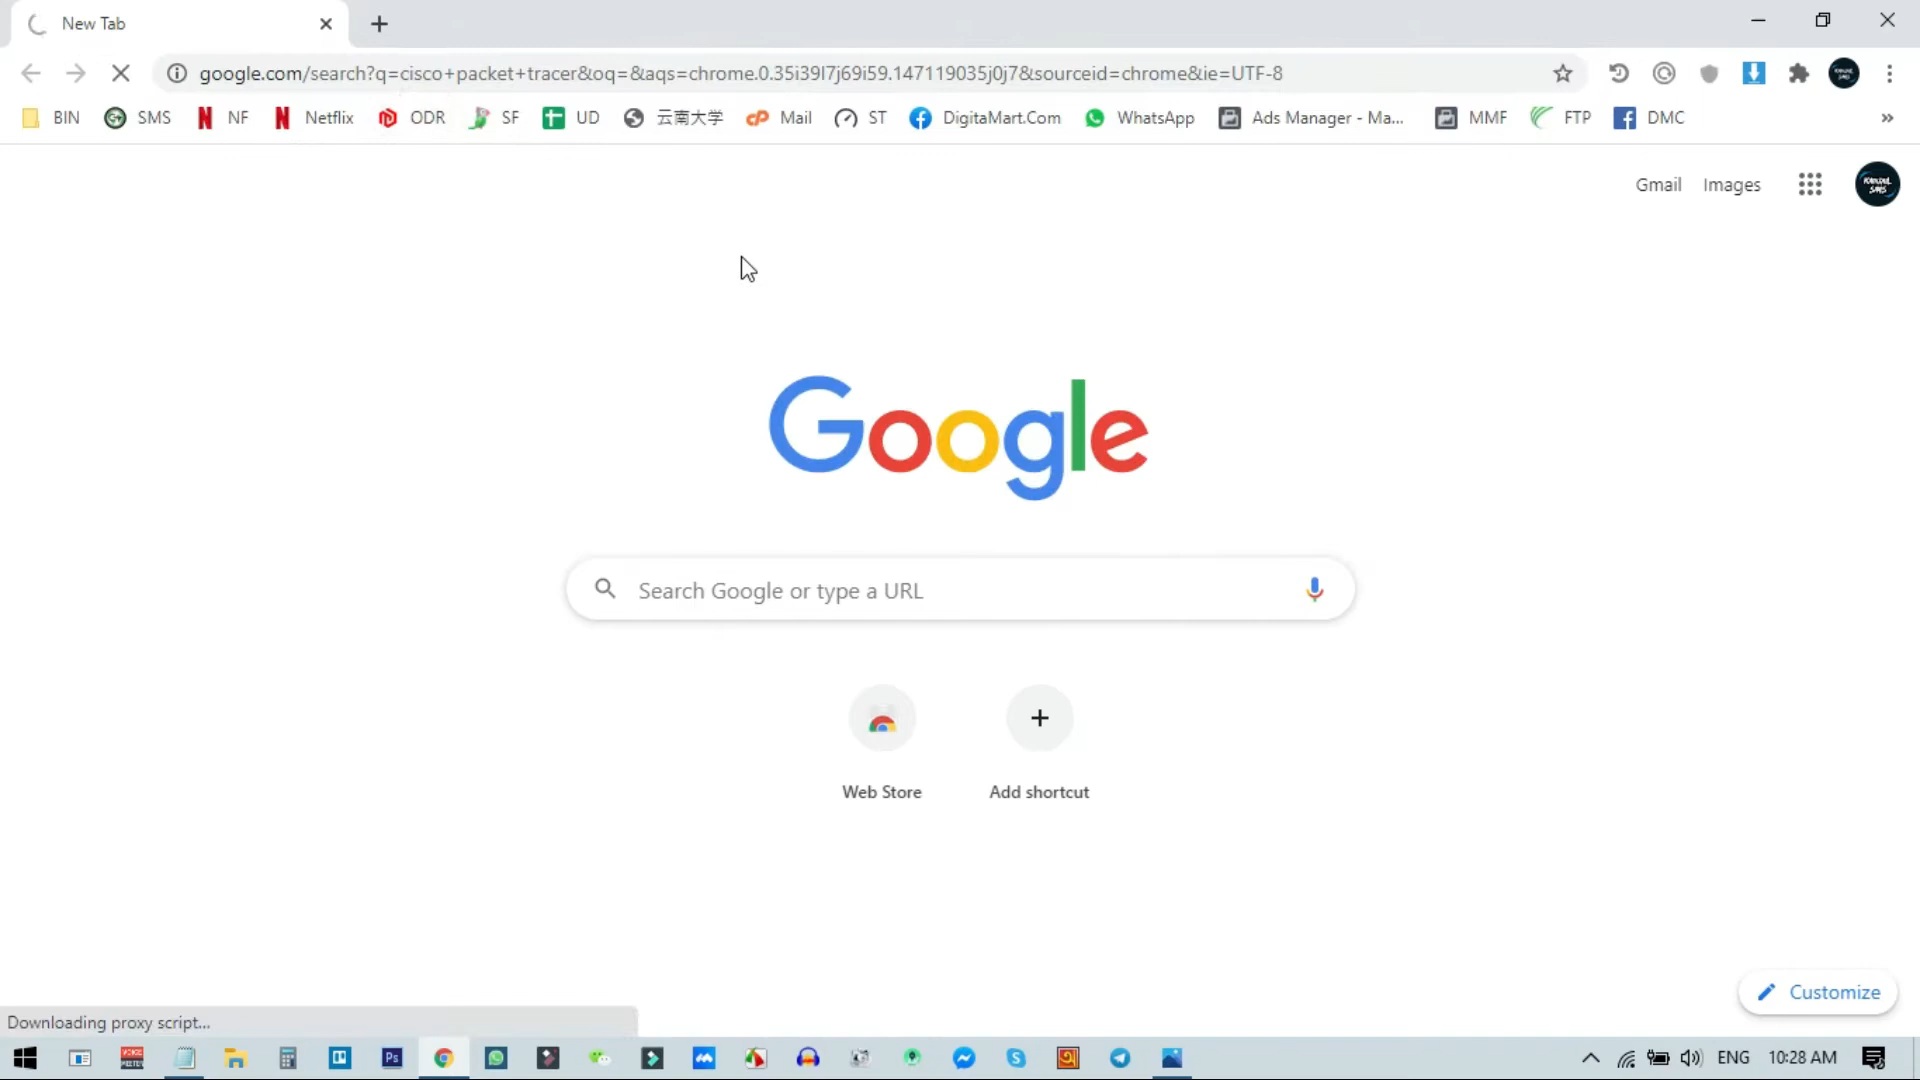 New Tab
google.com/search?q=cisco+packet+tracer&oq=&aqs=chrome.0.35i39l7j69i59.147119035j0j7&sourceid=chrome&ie=UTF-8
BIN SMS NF Netflix ODR SF UD 云南大学 Mail ST DigitaMart.Com WhatsApp Ads Manager - Ma... MMF FTP DMC »
Gmail Images
Google
Search Google or type a URL
Web Store Add shortcut
Customize
Downloading proxy script...
Ps ENG 10:28 AM